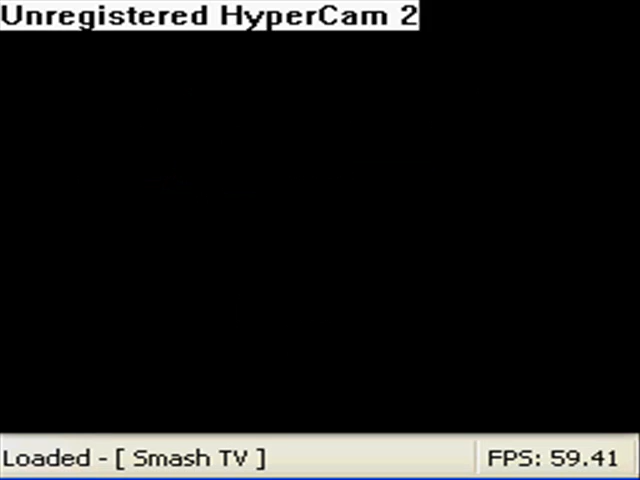 Unregistered HyperCam 2
Loaded - [ Smash TV ]
FPS: 59.41